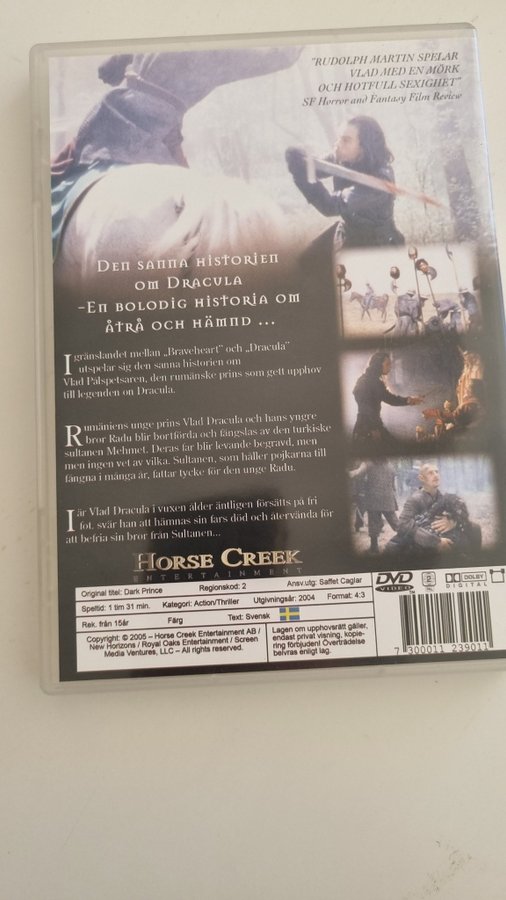 "RUDOLPH MARTIN SPELAR
VLAD MED EN MÖRK
OCH HOTFULL SEXIGHET"
SF Horror and Fantasy Film Review
DEN SANNA HISTORIEN
OM DRACULA
-EN BOLODIG HISTORIA OM
ÅTRÅ OCH HÄMND ...
I gränslandet mellan „Braveheart" och „Dracula"
utspelar sig den sanna historien om
Vlad Pålspetsaren, den rumänske prins som gett upphov
till legenden om Dracula.
Rumäniens unge prins Vlad Dracula och hans yngre
bror Radu blir bortförda och fängslas av den turkiske
sultanen Mehmet. Deras far blir levande begravd, men
men ingen vet av vilka. Sultanen, som håller pojkarna till
fångna i många år, fattar tycke för den unge Radu.
I är Vlad Dracula i vuxen ålder äntligen försätts på fri
fot, svär han att hämnas sin fars död och återvända för
att befria sin bror från Sultanen...
HORSE CREEK
ENTERTAINMENT
Original titel: Dark Prince Regionskod: 2 Ansv.utg: Saffet Caglar
Speltid: 1 tim 31 min. Kategori: Action/Thriller Utgivningsår: 2004 Format: 4:3
Rek. från 15år Färg Text: Svensk
Copyright: © 2005 – Horse Creek Entertainment AB /
New Horizons / Royal Oaks Entertainment / Screen
Media Ventures, LLC – All rights reserved.
Lagen om upphovsrätt gäller,
endast privat visning, kopie-
ring förbjuden! Överträdelse
beivras enligt lag.
DVD
VIDEO
2
DOLBY
DIGITAL
7 300011 239011